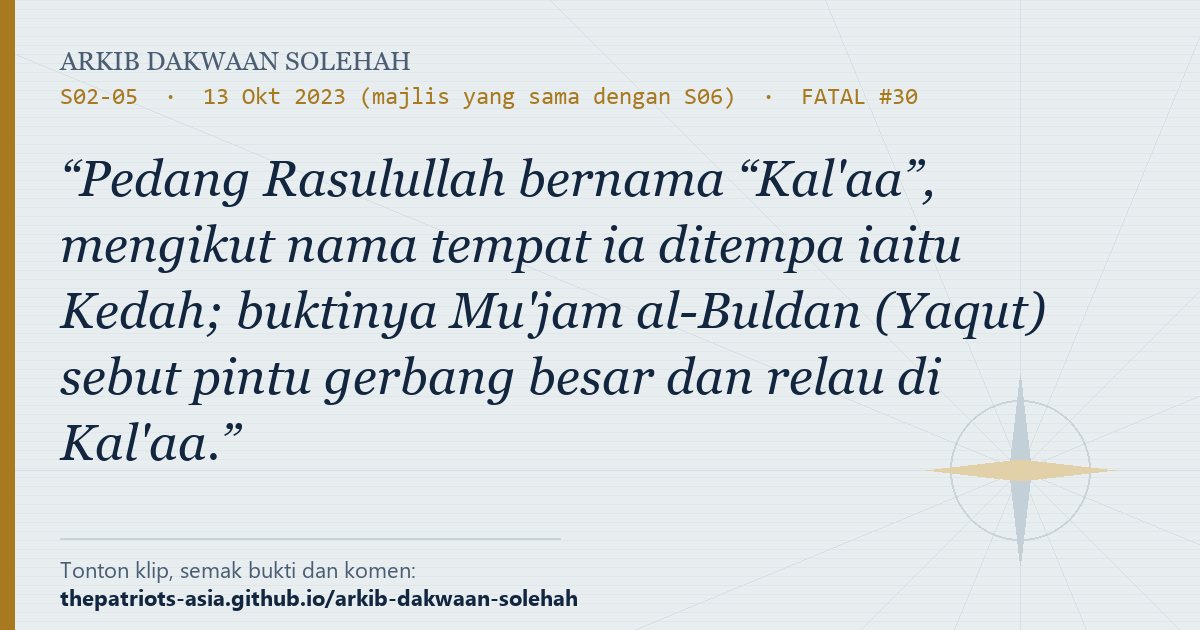 ARKIB DAKWAAN SOLEHAH
S02-05 · 13 Okt 2023 (majlis yang sama dengan S06) · FATAL #30
“Pedang Rasulullah bernama “Kal'aa”,
mengikut nama tempat ia ditempa iaitu
Kedah; buktinya Mu'jam al-Buldan (Yaqut)
sebut pintu gerbang besar dan relau di
Kal'aa.”
Tonton klip, semak bukti dan komen:
thepatriots-asia.github.io/arkib-dakwaan-solehah